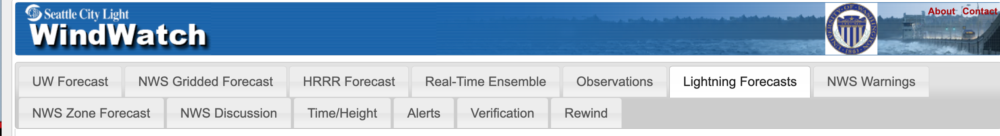 Seattle City Light
WindWatch
UNIVERSITY · OF · WASHINGTON
1861
About Contact
UW Forecast NWS Gridded Forecast HRRR Forecast Real-Time Ensemble Observations Lightning Forecasts NWS Warnings
NWS Zone Forecast NWS Discussion Time/Height Alerts Verification Rewind